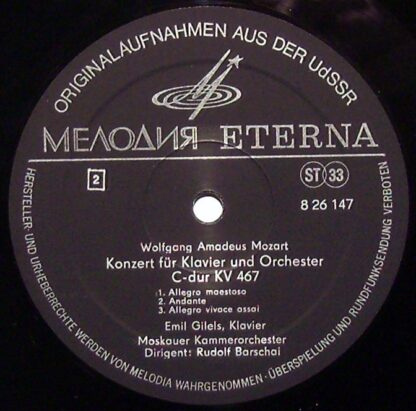 ORIGINALAUFNAHMEN AUS DER UdSSR
МЕЛОДИЯ ETERNA
2
ST 33
8 26 147
Wolfgang Amadeus Mozart
Konzert für Klavier und Orchester
C-dur KV 467
1. Allegro maestoso
2. Andante
3. Allegro vivace assai
Emil Gilels, Klavier
Moskauer Kammerorchester
Dirigent: Rudolf Barschai
HERSTELLER- UND URHEBERRECHTE WERDEN VON MELODIA WAHRGENOMMEN · ÜBERSPIELUNG UND RUNDFUNKSENDUNG VERBOTEN